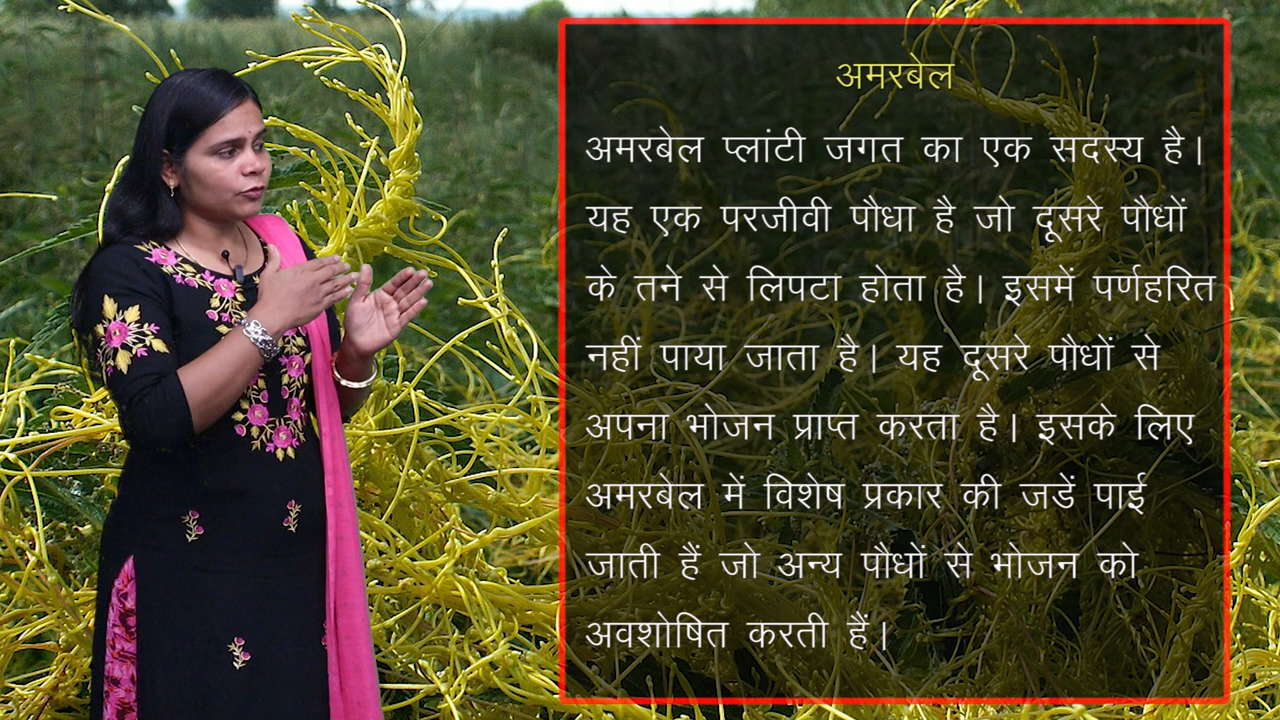 अमरबेल
अमरबेल प्लांटी जगत का एक सदस्य है।
यह एक परजीवी पौधा है जो दूसरे पौधों
के तने से लिपटा होता है। इसमें पर्णहरित
नहीं पाया जाता है। यह दूसरे पौधों से
अपना भोजन प्राप्त करता है। इसके लिए
अमरबेल में विशेष प्रकार की जडें पाई
जाती हैं जो अन्य पौधों से भोजन को
अवशोषित करती हैं।